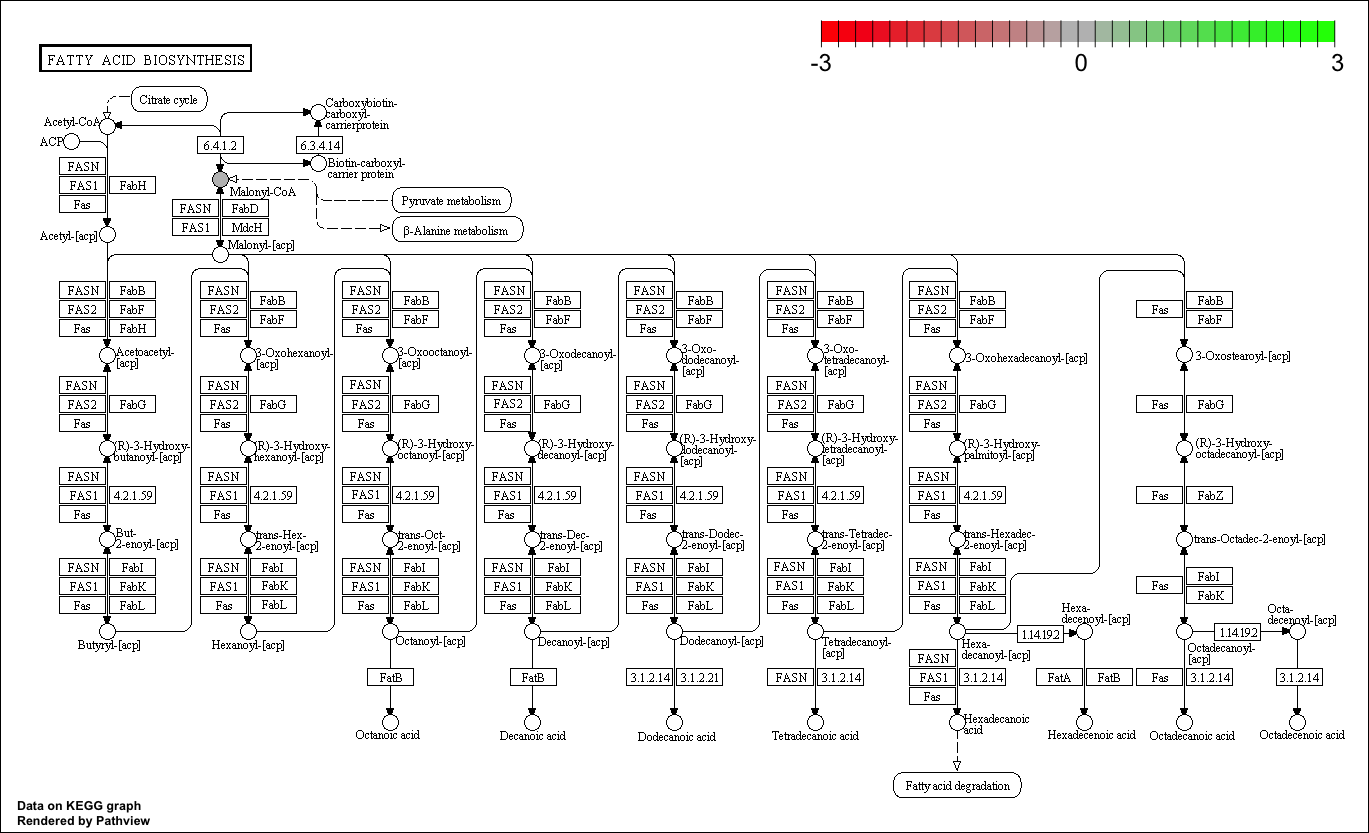 FATTY ACID BIOSYNTHESIS
-3 0 3
Citrate cycle
Acetyl-CoA
ACP
Carboxybiotin-
carboxyl-
carrierprotein
6.4.1.2 6.3.4.14
Biotin-carboxyl-
carrier protein
FASN
FAS1 FabH
Fas
Malonyl-CoA
FASN FabD
FAS1 MdcH
Pyruvate metabolism
β-Alanine metabolism
Acetyl-[acp]
Malonyl-[acp]
FASN FabB
FAS2 FabF
Fas FabH
FASN FabB
FAS2 FabF
Fas
FASN FabB
FAS2 FabF
Fas
FASN FabB
FAS2 FabF
Fas
FASN FabB
FAS2 FabF
Fas
FASN FabB
FAS2 FabF
Fas
FASN FabB
FAS2 FabF
Fas
Fas FabB
FabF
Acetoacetyl-
[acp]
3-Oxohexanoyl-
[acp]
3-Oxooctanoyl-
[acp]
3-Oxodecanoyl-
[acp]
3-Oxo-
dodecanoyl-
[acp]
3-Oxo-
tetradecanoyl-
[acp]
3-Oxohexadecanoyl-[acp]
3-Oxostearoyl-[acp]
FASN FASN FASN FASN FASN FASN FASN
FAS2 FabG FAS2 FabG FAS2 FabG FAS2 FabG FAS2 FabG FAS2 FabG FAS2 FabG Fas FabG
Fas Fas Fas Fas Fas Fas Fas
(R)-3-Hydroxy-
butanoyl-[acp]
(R)-3-Hydroxy-
hexanoyl-[acp]
(R)-3-Hydroxy-
octanoyl-[acp]
(R)-3-Hydroxy-
decanoyl-[acp]
(R)-3-Hydroxy-
dodecanoyl-
[acp]
(R)-3-Hydroxy-
tetradecanoyl-
[acp]
(R)-3-Hydroxy-
palmitoyl-[acp]
(R)-3-Hydroxy-
octadecanoyl-[acp]
FASN FASN FASN FASN FASN FASN FASN
FAS1 4.2.1.59 FAS1 4.2.1.59 FAS1 4.2.1.59 FAS1 4.2.1.59 FAS1 4.2.1.59 FAS1 4.2.1.59 FAS1 4.2.1.59 Fas FabZ
Fas Fas Fas Fas Fas Fas Fas
But-
2-enoyl-[acp]
trans-Hex-
2-enoyl-[acp]
trans-Oct-
2-enoyl-[acp]
trans-Dec-
2-enoyl-[acp]
trans-Dodec-
2-enoyl-[acp]
trans-Tetradec-
2-enoyl-[acp]
trans-Hexadec-
2-enoyl-[acp]
trans-Octadec-2-enoyl-[acp]
FASN FabI FASN FabI FASN FabI FASN FabI FASN FabI FASN FabI FASN FabI
FAS1 FabK FAS1 FabK FAS1 FabK FAS1 FabK FAS1 FabK FAS1 FabK FAS1 FabK
Fas FabL Fas FabL Fas FabL Fas FabL Fas FabL Fas FabL Fas FabL
Fas FabI
FabK
Butyryl-[acp]
Hexanoyl-[acp]
Octanoyl-[acp]
Decanoyl-[acp]
Dodecanoyl-[acp]
Tetradecanoyl-
[acp]
Hexa-
decanoyl-[acp]
1.14.19.2
Hexa-
decenoyl-[acp]
Octadecanoyl-
[acp]
1.14.19.2
Octa-
decenoyl-[acp]
FatB
FatB
3.1.2.14 3.1.2.21
FASN 3.1.2.14
FASN
FAS1 3.1.2.14
Fas
FatA FatB
Fas 3.1.2.14
3.1.2.14
Octanoic acid
Decanoic acid
Dodecanoic acid
Tetradecanoic acid
Hexadecanoic
acid
Hexadecenoic acid
Octadecanoic acid
Octadecenoic acid
Fatty acid degradation
Data on KEGG graph
Rendered by Pathview